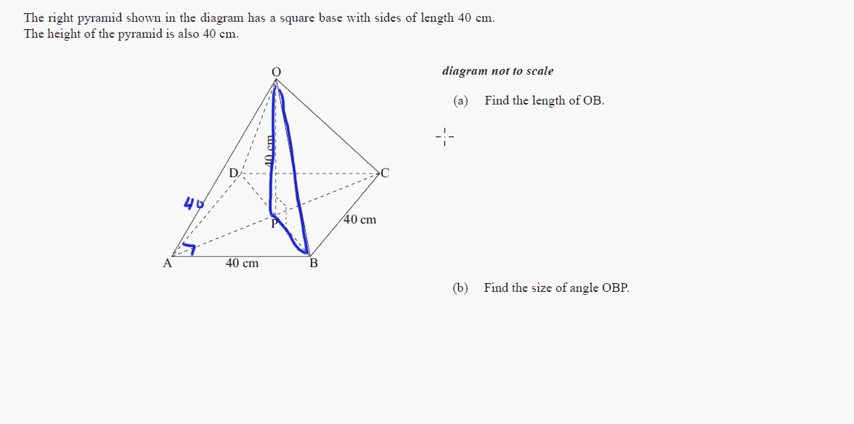 The right pyramid shown in the diagram has a square base with sides of length 40 cm.
The height of the pyramid is also 40 cm.
O
diagram not to scale
(a) Find the length of OB.
40 cm
D
C
40
P
40 cm
A
40 cm
B
(b) Find the size of angle OBP.